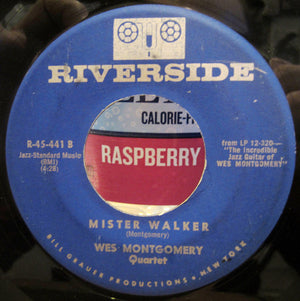 RIVERSIDE
R-45-441 B
Jazz-Standard Music
(BMI)
(4:28)
from LP 12-320—
"The Incredible
Jazz Guitar of
WES MONTGOMERY"
CALORIE-F
RASPBERRY
MISTER WALKER
(Montgomery)
WES MONTGOMERY
Quartet
BILL GRAUER PRODUCTIONS • NEW YORK